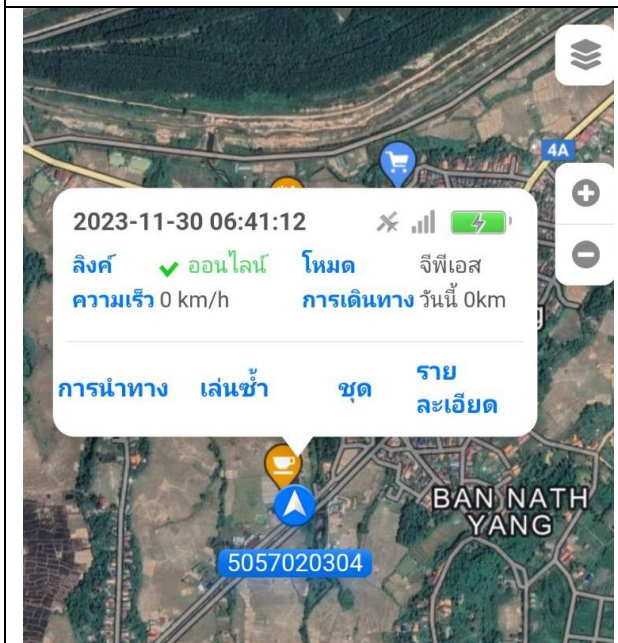 4A
2023-11-30 06:41:12
ลิงค์ ออนไลน์ โหมด จีพีเอส
ความเร็ว 0 km/h การเดินทาง วันนี้ 0km
การนำทาง เล่นซ้ำ ชุด ราย
ละเอียด
BAN NATH
YANG
5057020304